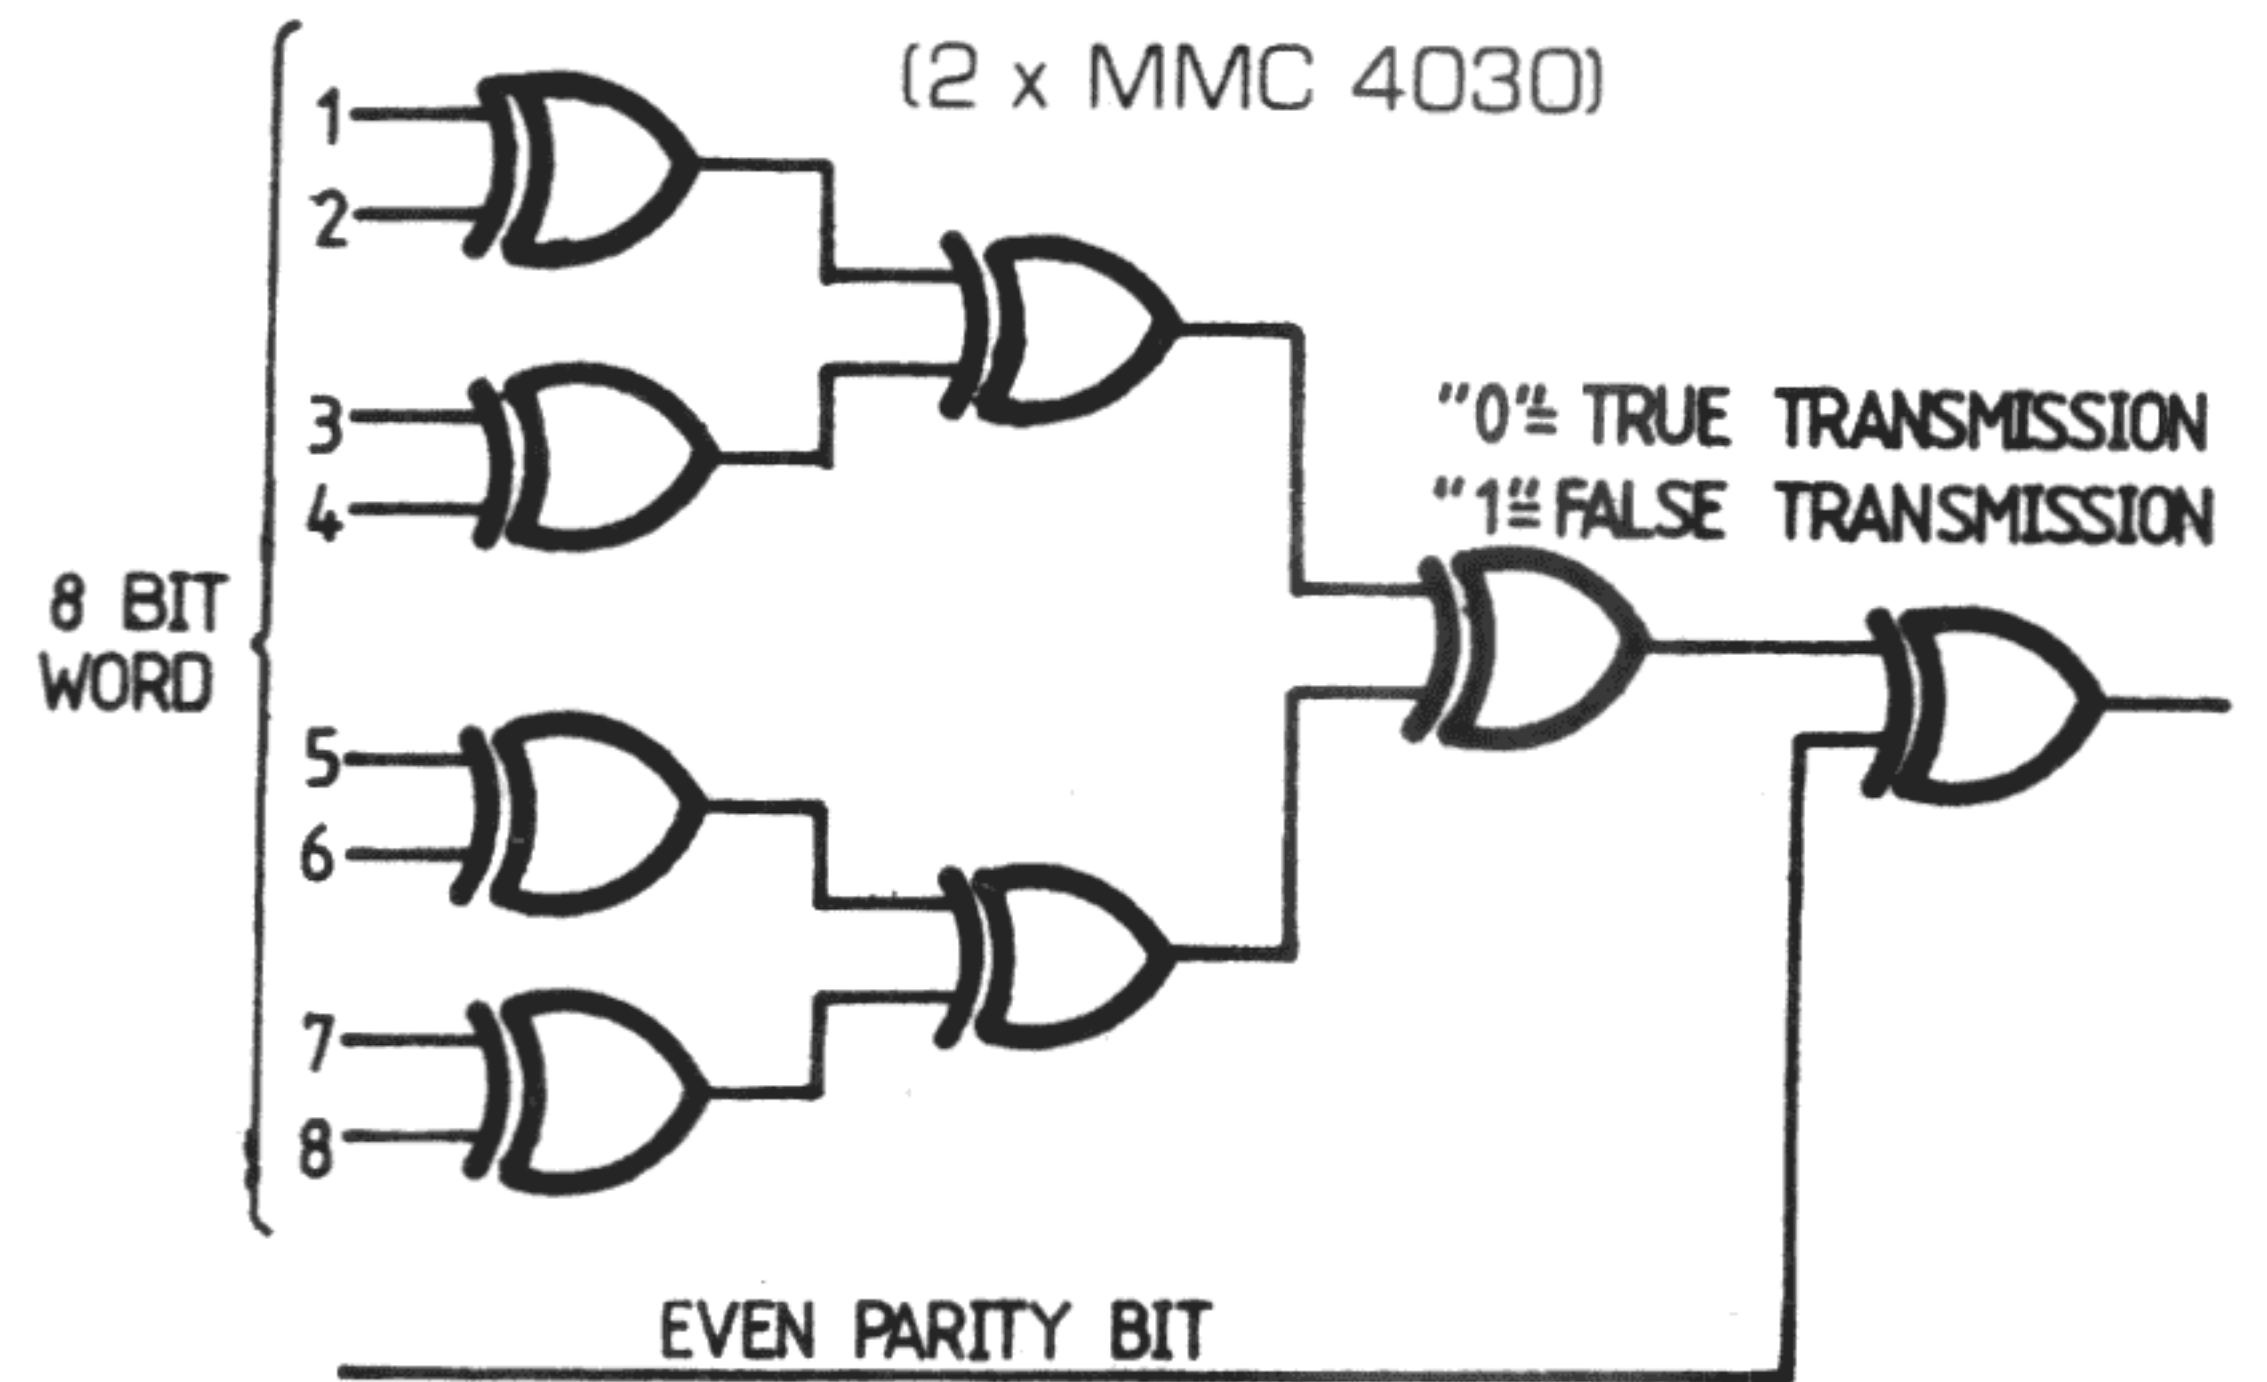 (2 x MMC 4030)
1
2
3
4
"0"= TRUE TRANSMISSION
"1"= FALSE TRANSMISSION
8 BIT
WORD
5
6
7
8
EVEN PARITY BIT